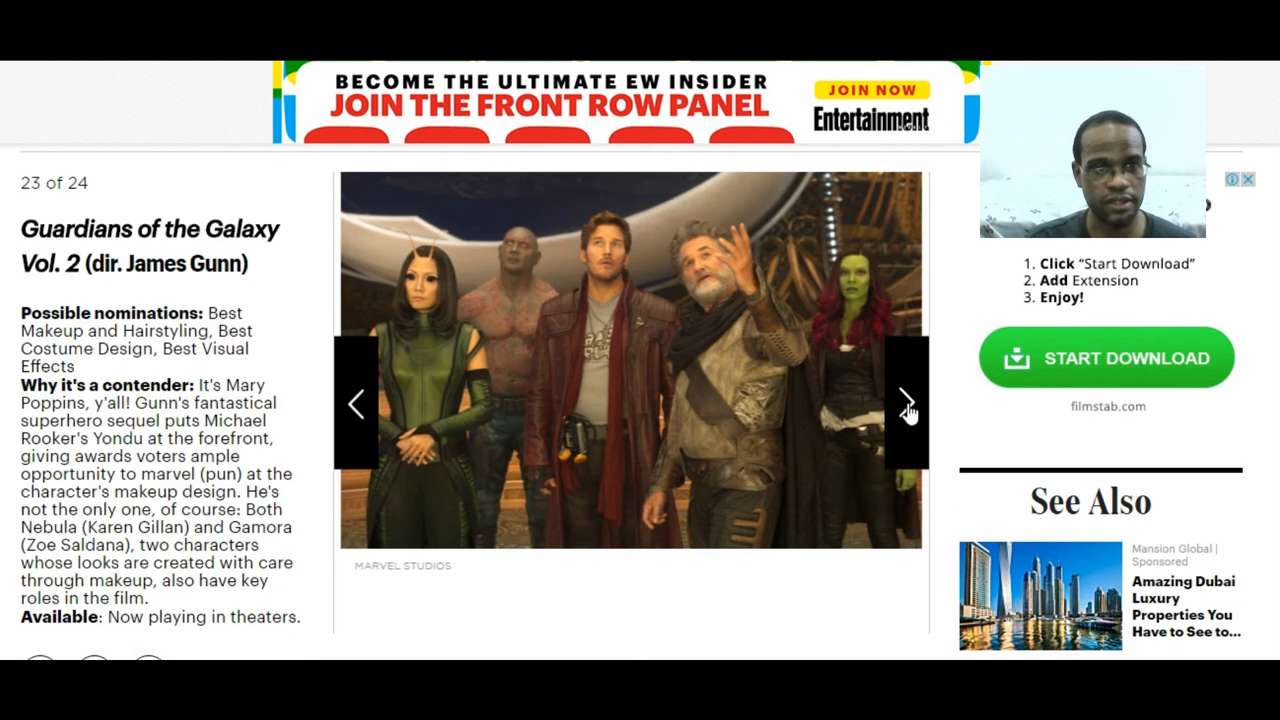 BECOME THE ULTIMATE EW INSIDER
JOIN THE FRONT ROW PANEL
JOIN NOW
Entertainment
23 of 24
Guardians of the Galaxy
Vol. 2 (dir. James Gunn)
Possible nominations: Best
Makeup and Hairstyling, Best
Costume Design, Best Visual
Effects
Why it's a contender: It's Mary
Poppins, y'all! Gunn's fantastical
superhero sequel puts Michael
Rooker's Yondu at the forefront,
giving awards voters ample
opportunity to marvel (pun) at the
character's makeup design. He's
not the only one, of course: Both
Nebula (Karen Gillan) and Gamora
(Zoe Saldana), two characters
whose looks are created with care
through makeup, also have key
roles in the film.
Available: Now playing in theaters.
MARVEL STUDIOS
1. Click “Start Download”
2. Add Extension
3. Enjoy!
START DOWNLOAD
filmstab.com
See Also
Mansion Global |
Sponsored
Amazing Dubai
Luxury
Properties You
Have to See to...